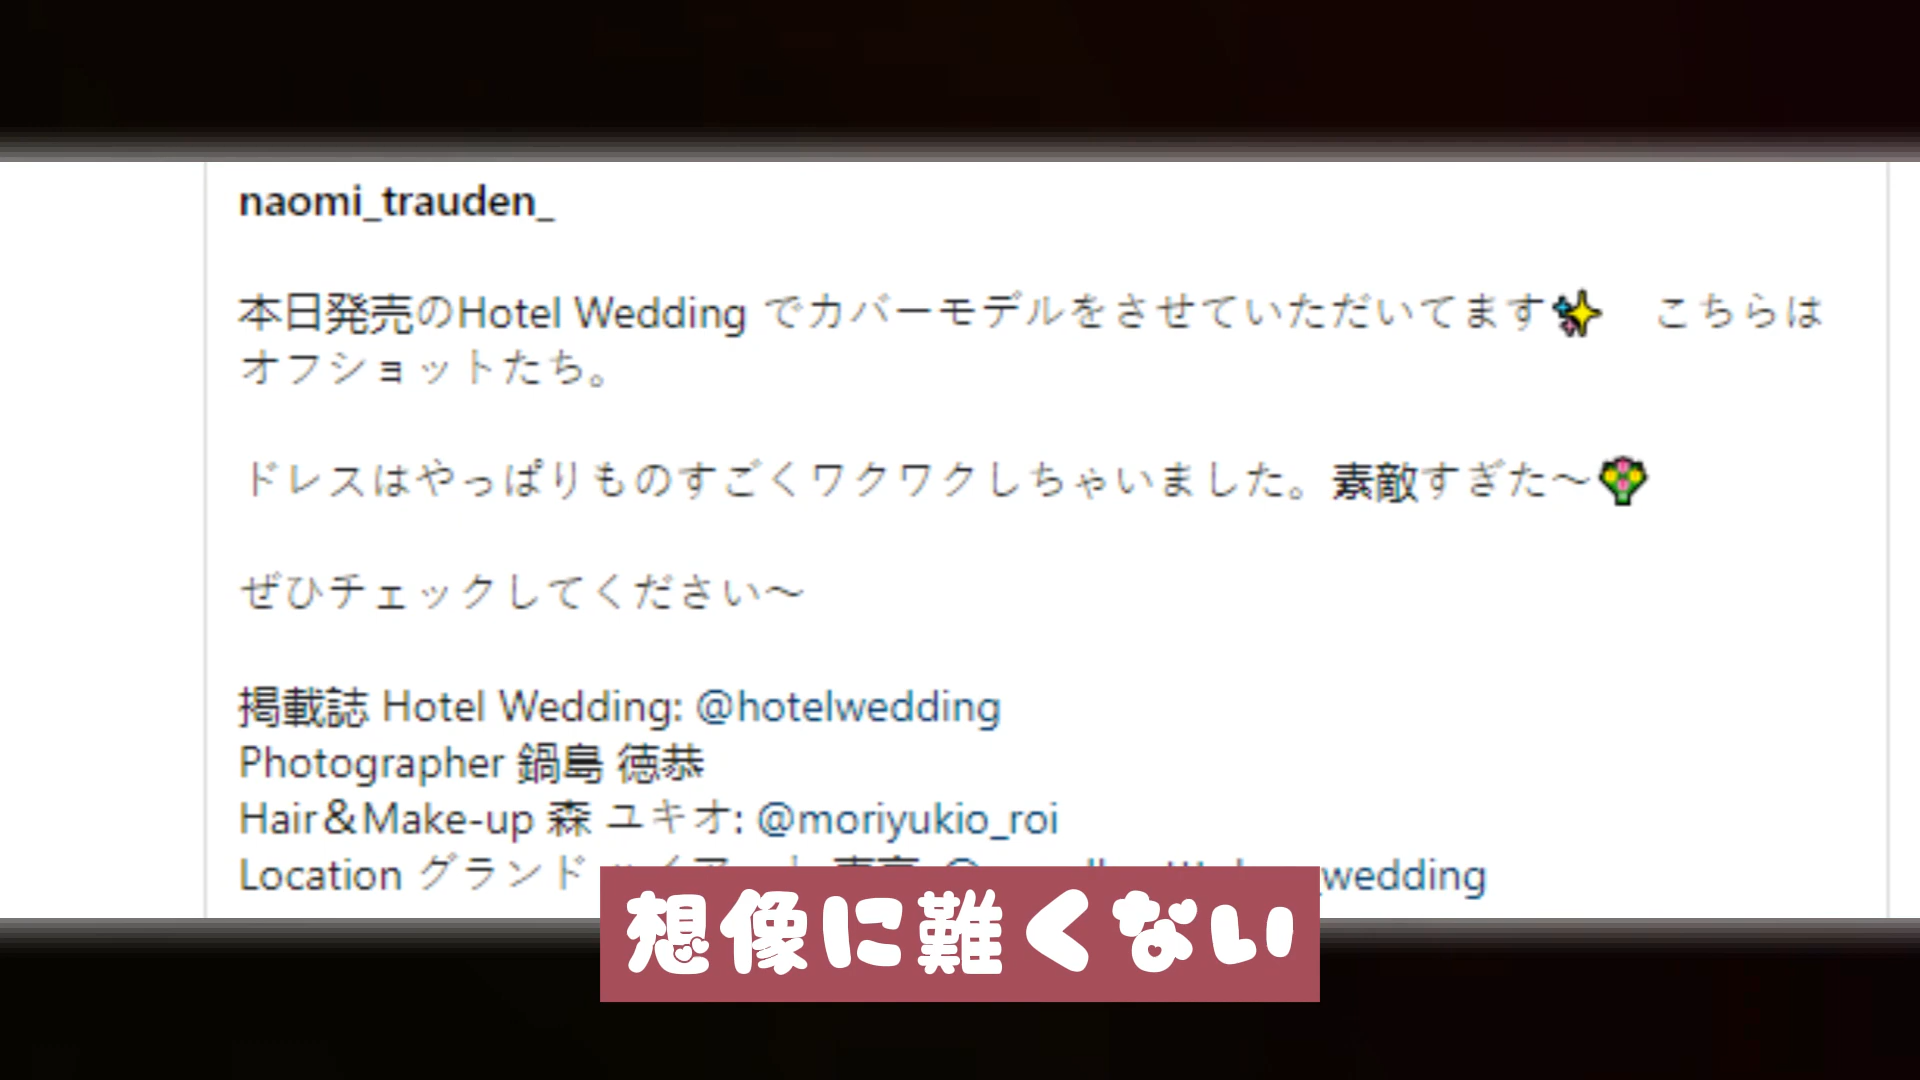 naomi_trauden_
本日発売のHotel Wedding でカバーモデルをさせていただいてます✨ こちらは
オフショットたち。
ドレスはやっぱりものすごくワクワクしちゃいました。素敵すぎた〜💐
ぜひチェックしてください〜
掲載誌 Hotel Wedding: @hotelwedding
Photographer 鍋島 徳恭
Hair&Make-up 森 ユキオ: @moriyukio_roi
Location グランド wedding
想像に難くない